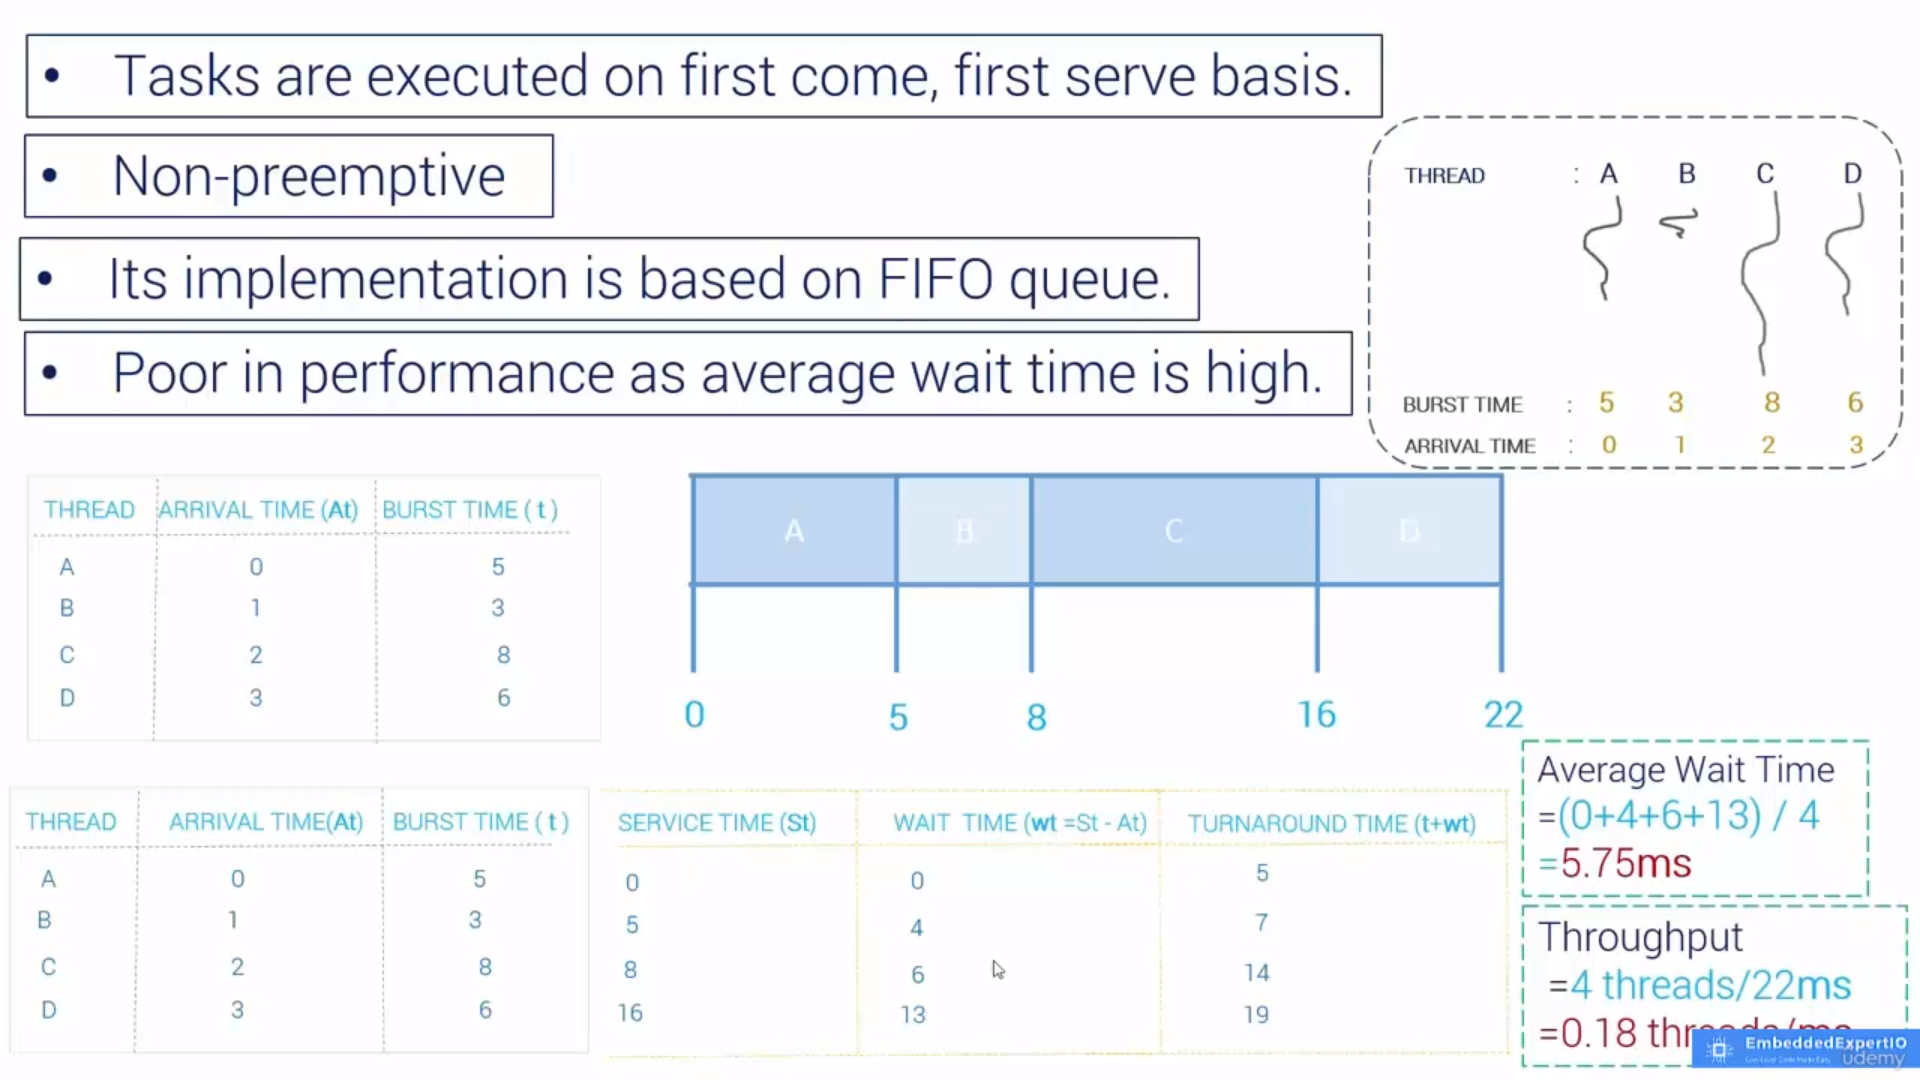 • Tasks are executed on first come, first serve basis.
• Non-preemptive
• Its implementation is based on FIFO queue.
• Poor in performance as average wait time is high.
THREAD : A B C D
BURST TIME : 5 3 8 6
ARRIVAL TIME : 0 1 2 3
THREAD ARRIVAL TIME (At) BURST TIME ( t )
A 0 5
B 1 3
C 2 8
D 3 6
A B C D
0 5 8 16 22
THREAD ARRIVAL TIME(At) BURST TIME ( t ) SERVICE TIME (St) WAIT TIME (wt =St - At) TURNAROUND TIME (t+wt)
A 0 5 0 0 5
B 1 3 5 4 7
C 2 8 8 6 14
D 3 6 16 13 19
Average Wait Time
=(0+4+6+13) / 4
=5.75ms
Throughput
=4 threads/22ms
=0.18 threads/ms
EmbeddedExpertIO
udemy